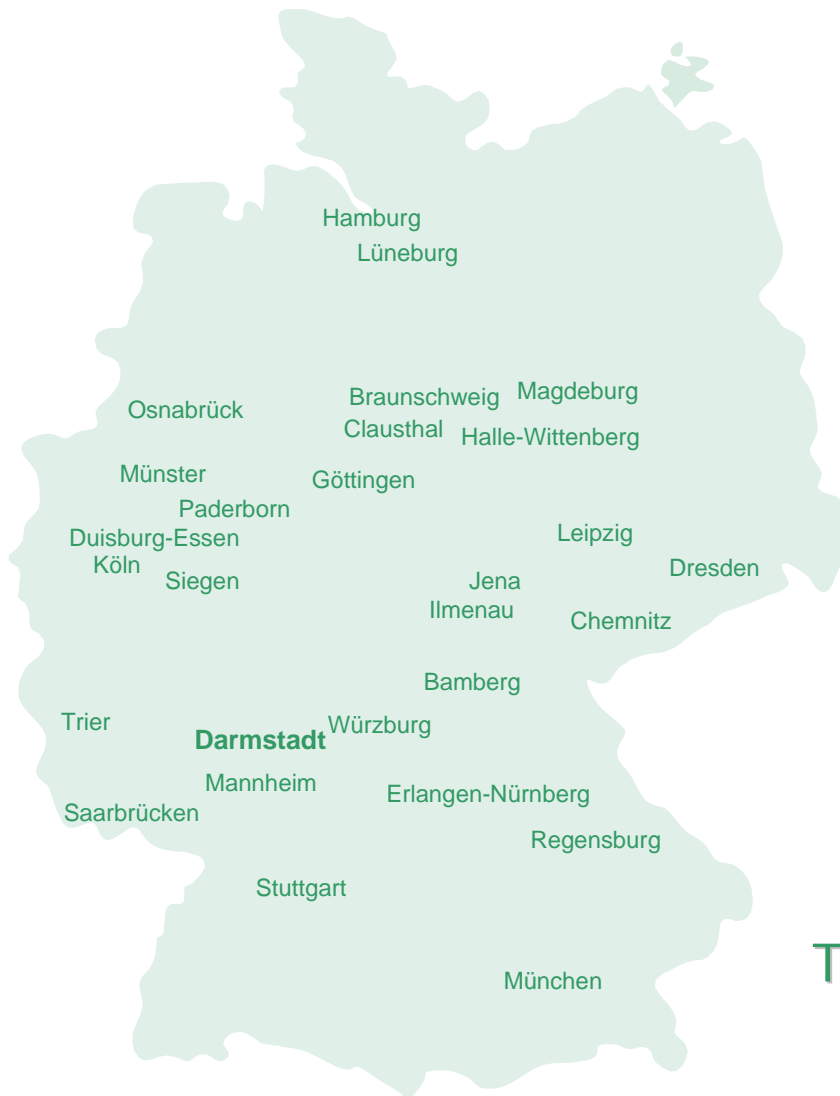 Hamburg
Lüneburg
Braunschweig
Magdeburg
Osnabrück
Clausthal
Halle-Wittenberg
Münster
Göttingen
Paderborn
Duisburg-Essen
Leipzig
Köln
Siegen
Jena
Dresden
Ilmenau
Chemnitz
Bamberg
Trier
Würzburg
Darmstadt
Mannheim
Erlangen-Nürnberg
Saarbrücken
Regensburg
Stuttgart
T
München